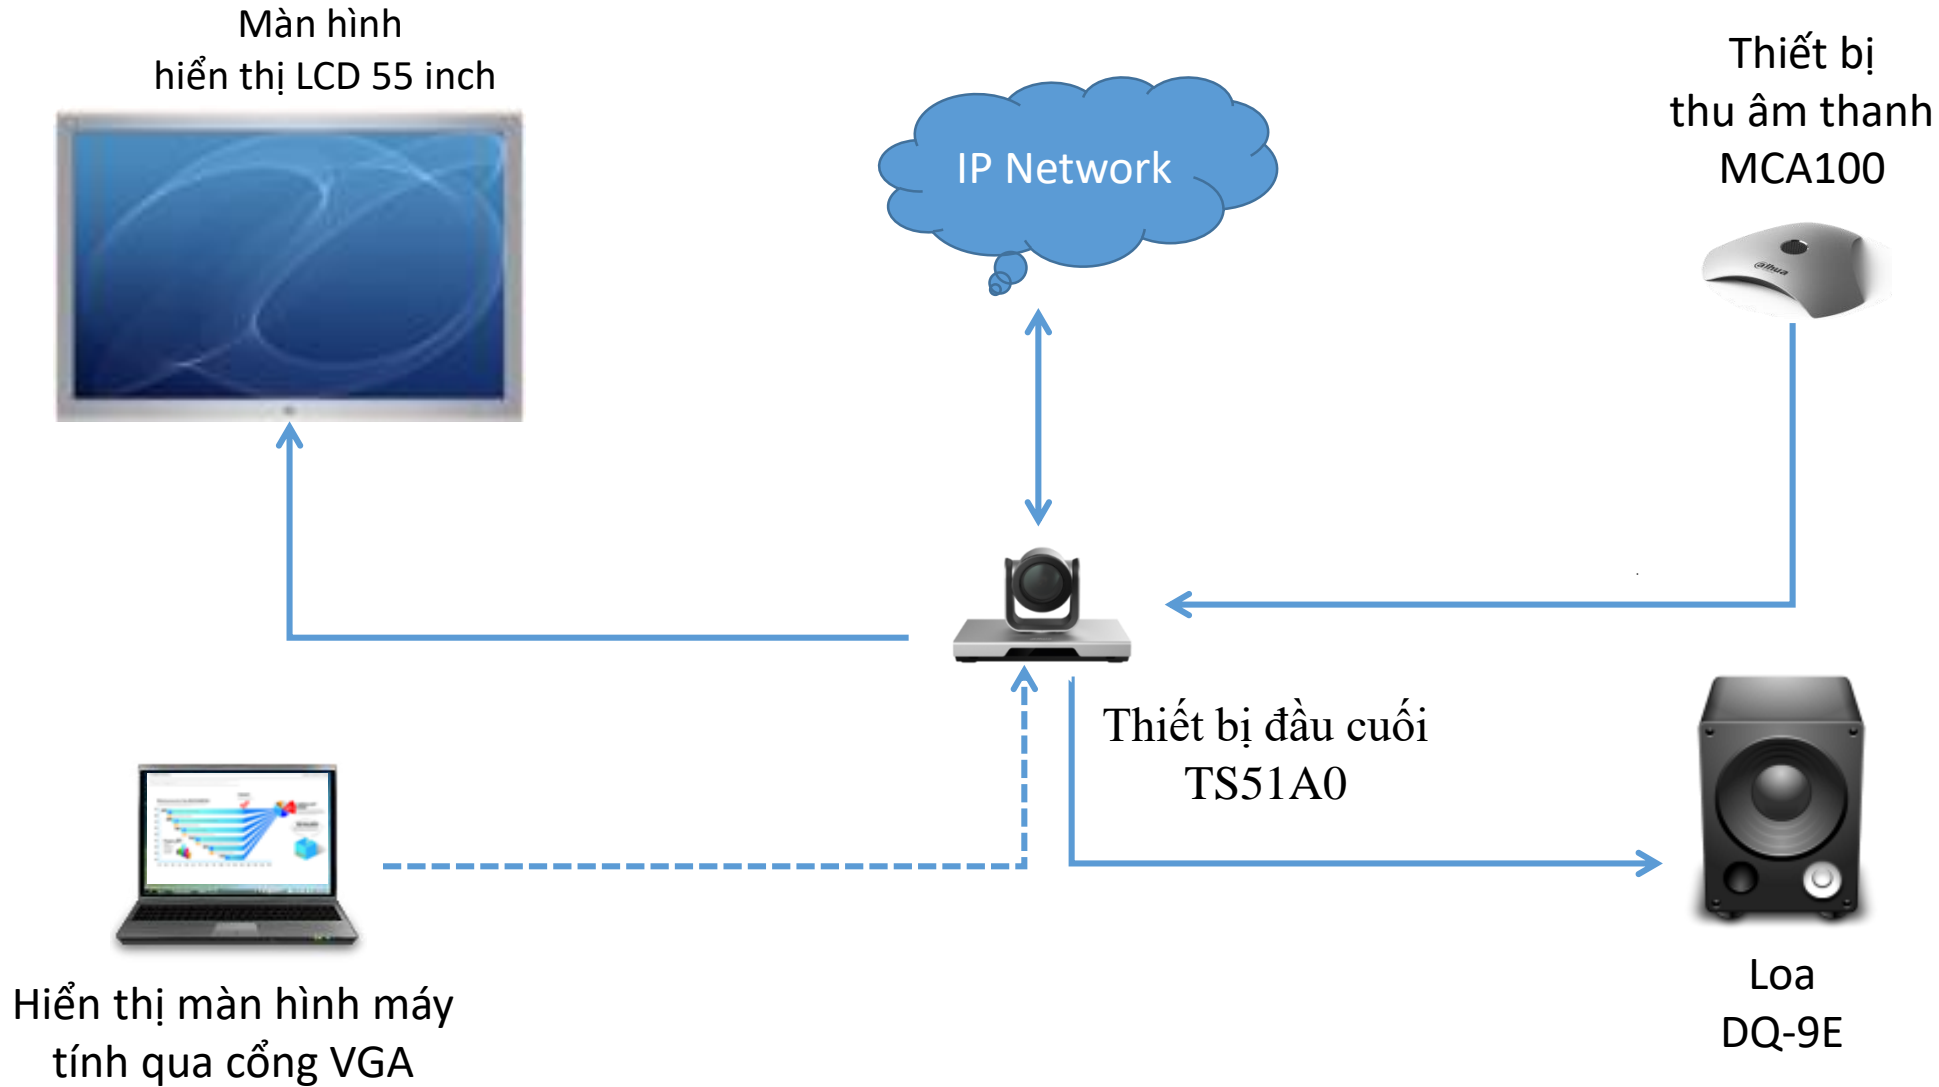 Màn hình
hiển thị LCD 55 inch
IP Network
Thiết bị
thu âm thanh
MCA100
alhua
Thiết bị đầu cuối
TS51A0
Hiển thị màn hình máy
tính qua cổng VGA
Loa
DQ-9E